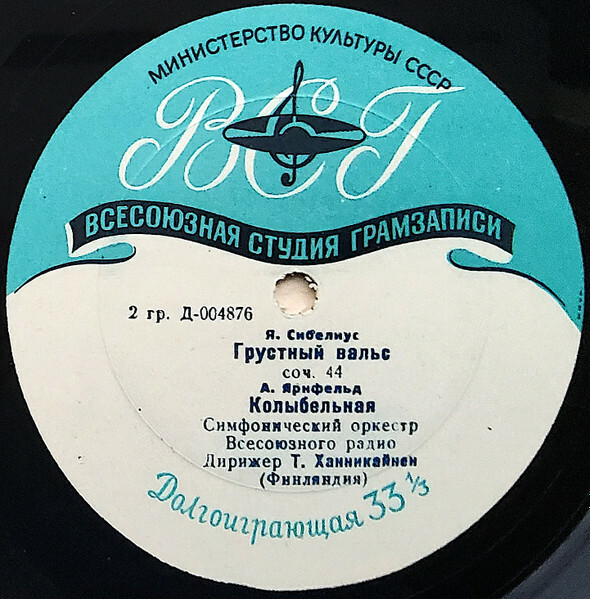 МИНИСТЕРСТВО КУЛЬТУРЫ СССР
ВСГ
ВСЕСОЮЗНАЯ СТУДИЯ ГРАМЗАПИСИ
2 гр. Д-004876
Я. Сибелиус
Грустный вальс
соч. 44
А. Ярнфельд
Колыбельная
Симфонический оркестр
Всесоюзного радио
Дирижер Т. Ханникайнен
(Финляндия)
Долгоиграющая 33 1/3